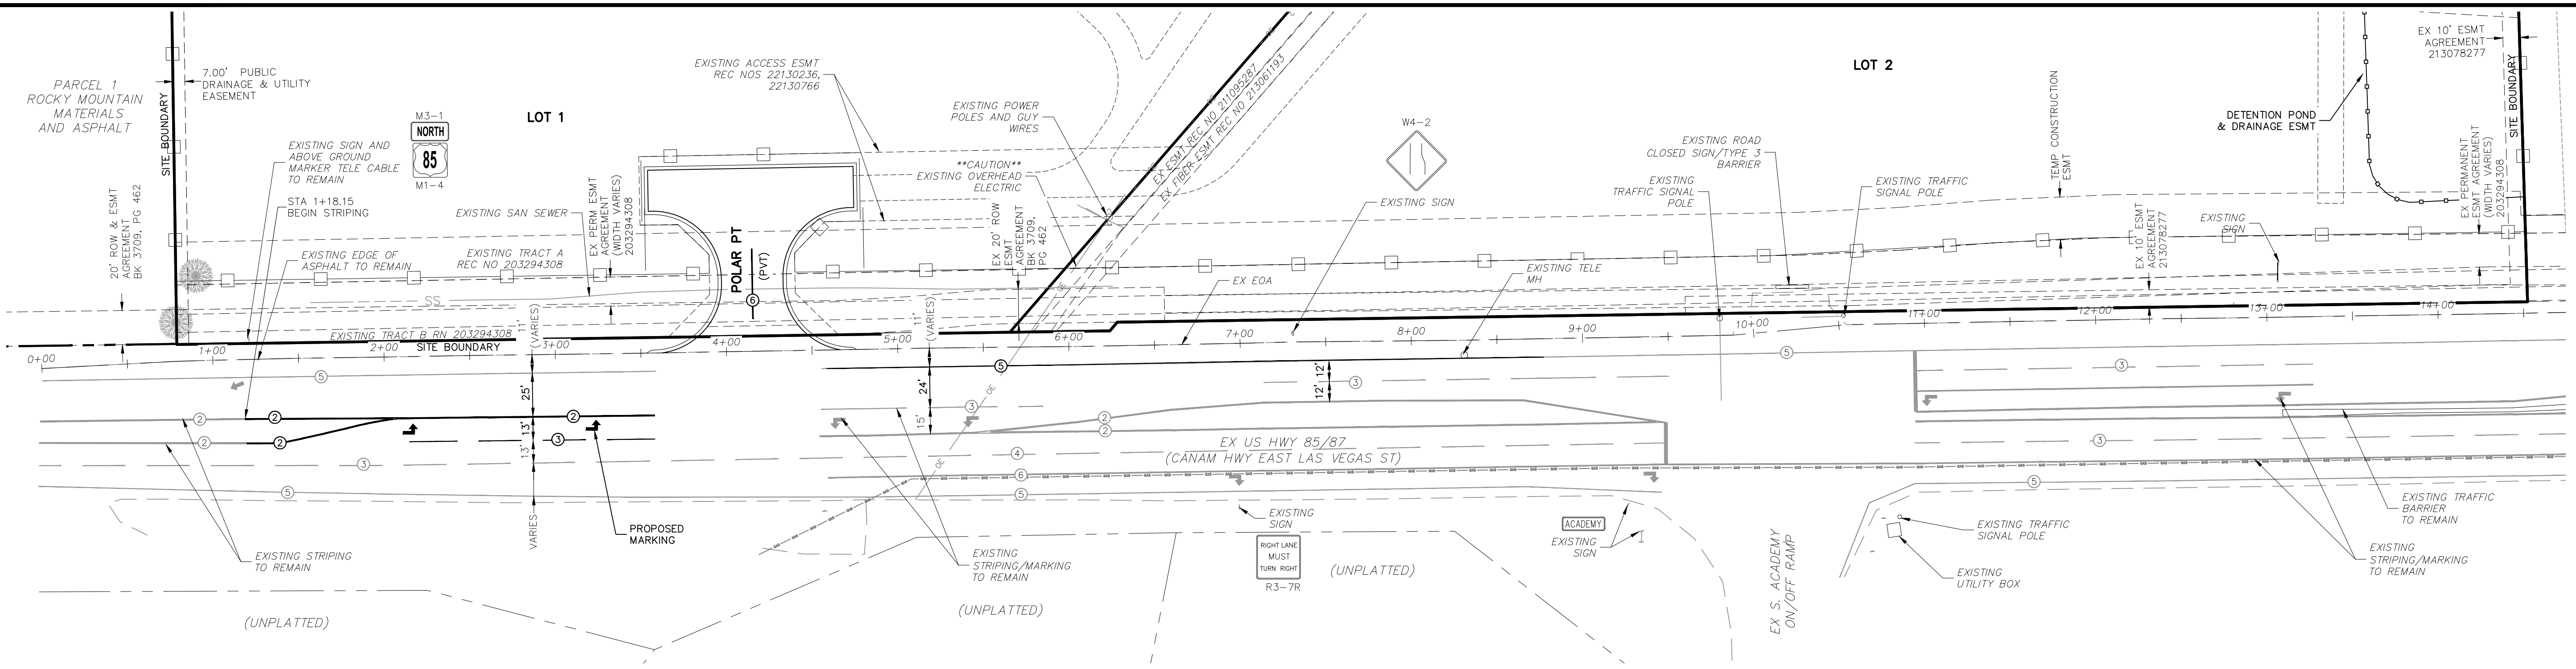 PARCEL 1
ROCKY MOUNTAIN
MATERIALS
AND ASPHALT
7.00' PUBLIC
DRAINAGE & UTILITY
EASEMENT
SITE BOUNDARY
20' ROW & ESMT
AGREEMENT
BK 3709, PG 462
M3-1
NORTH
85
M1-4
LOT 1
EXISTING SIGN AND
ABOVE GROUND
MARKER TELE CABLE
TO REMAIN
STA 1+18.15
BEGIN STRIPING
EXISTING EDGE OF
ASPHALT TO REMAIN
EXISTING SAN SEWER
EXISTING TRACT A
REC NO 203294308
EX PERM ESMT
AGREEMENT
(WIDTH VARIES)
203294308
EXISTING ACCESS ESMT
REC NOS 22130236,
22130766
POLAR PT
(PVT)
6
EXISTING POWER
POLES AND GUY
WIRES
**CAUTION**
EXISTING OVERHEAD
ELECTRIC
EX 20' ROW
ESMT
AGREEMENT
BK 3709,
PG 462
EX ESMT REC NO 211095287
EX FIBER ESMT REC NO 213061193
W4-2
EXISTING SIGN
EX EOA
EXISTING TELE
MH
EXISTING ROAD
CLOSED SIGN/TYPE 3
BARRIER
EXISTING
TRAFFIC SIGNAL
POLE
EXISTING TRAFFIC
SIGNAL POLE
LOT 2
TEMP CONSTRUCTION
ESMT
EX 10' ESMT
AGREEMENT
213078277
EXISTING
SIGN
DETENTION POND
& DRAINAGE ESMT
EX 10' ESMT
AGREEMENT
213078277
SITE BOUNDARY
EX PERMANENT
ESMT AGREEMENT
(WIDTH VARIES)
203294308
SS
EXISTING TRACT B RN 203294308
SITE BOUNDARY
0+00
1+00
2+00
3+00
4+00
5+00
6+00
7+00
8+00
9+00
10+00
11+00
12+00
13+00
14+00
11'
(VARIES)
25'
13'
13'
VARIES
11'
(VARIES)
24'
15'
12'
12'
OE
OE
OE
5
2
2
2
2
2
3
3
5
5
3
2
2
4
6
5
3
5
3
3
5
EX US HWY 85/87
(CANAM HWY EAST LAS VEGAS ST)
EXISTING STRIPING
TO REMAIN
PROPOSED
MARKING
EXISTING
STRIPING/MARKING
TO REMAIN
EXISTING
SIGN
RIGHT LANE
MUST
TURN RIGHT
R3-7R
ACADEMY
EXISTING
SIGN
EX S. ACADEMY
ON/OFF RAMP
EXISTING TRAFFIC
SIGNAL POLE
EXISTING
UTILITY BOX
EXISTING TRAFFIC
BARRIER
TO REMAIN
EXISTING
STRIPING/MARKING
TO REMAIN
(UNPLATTED)
(UNPLATTED)
(UNPLATTED)